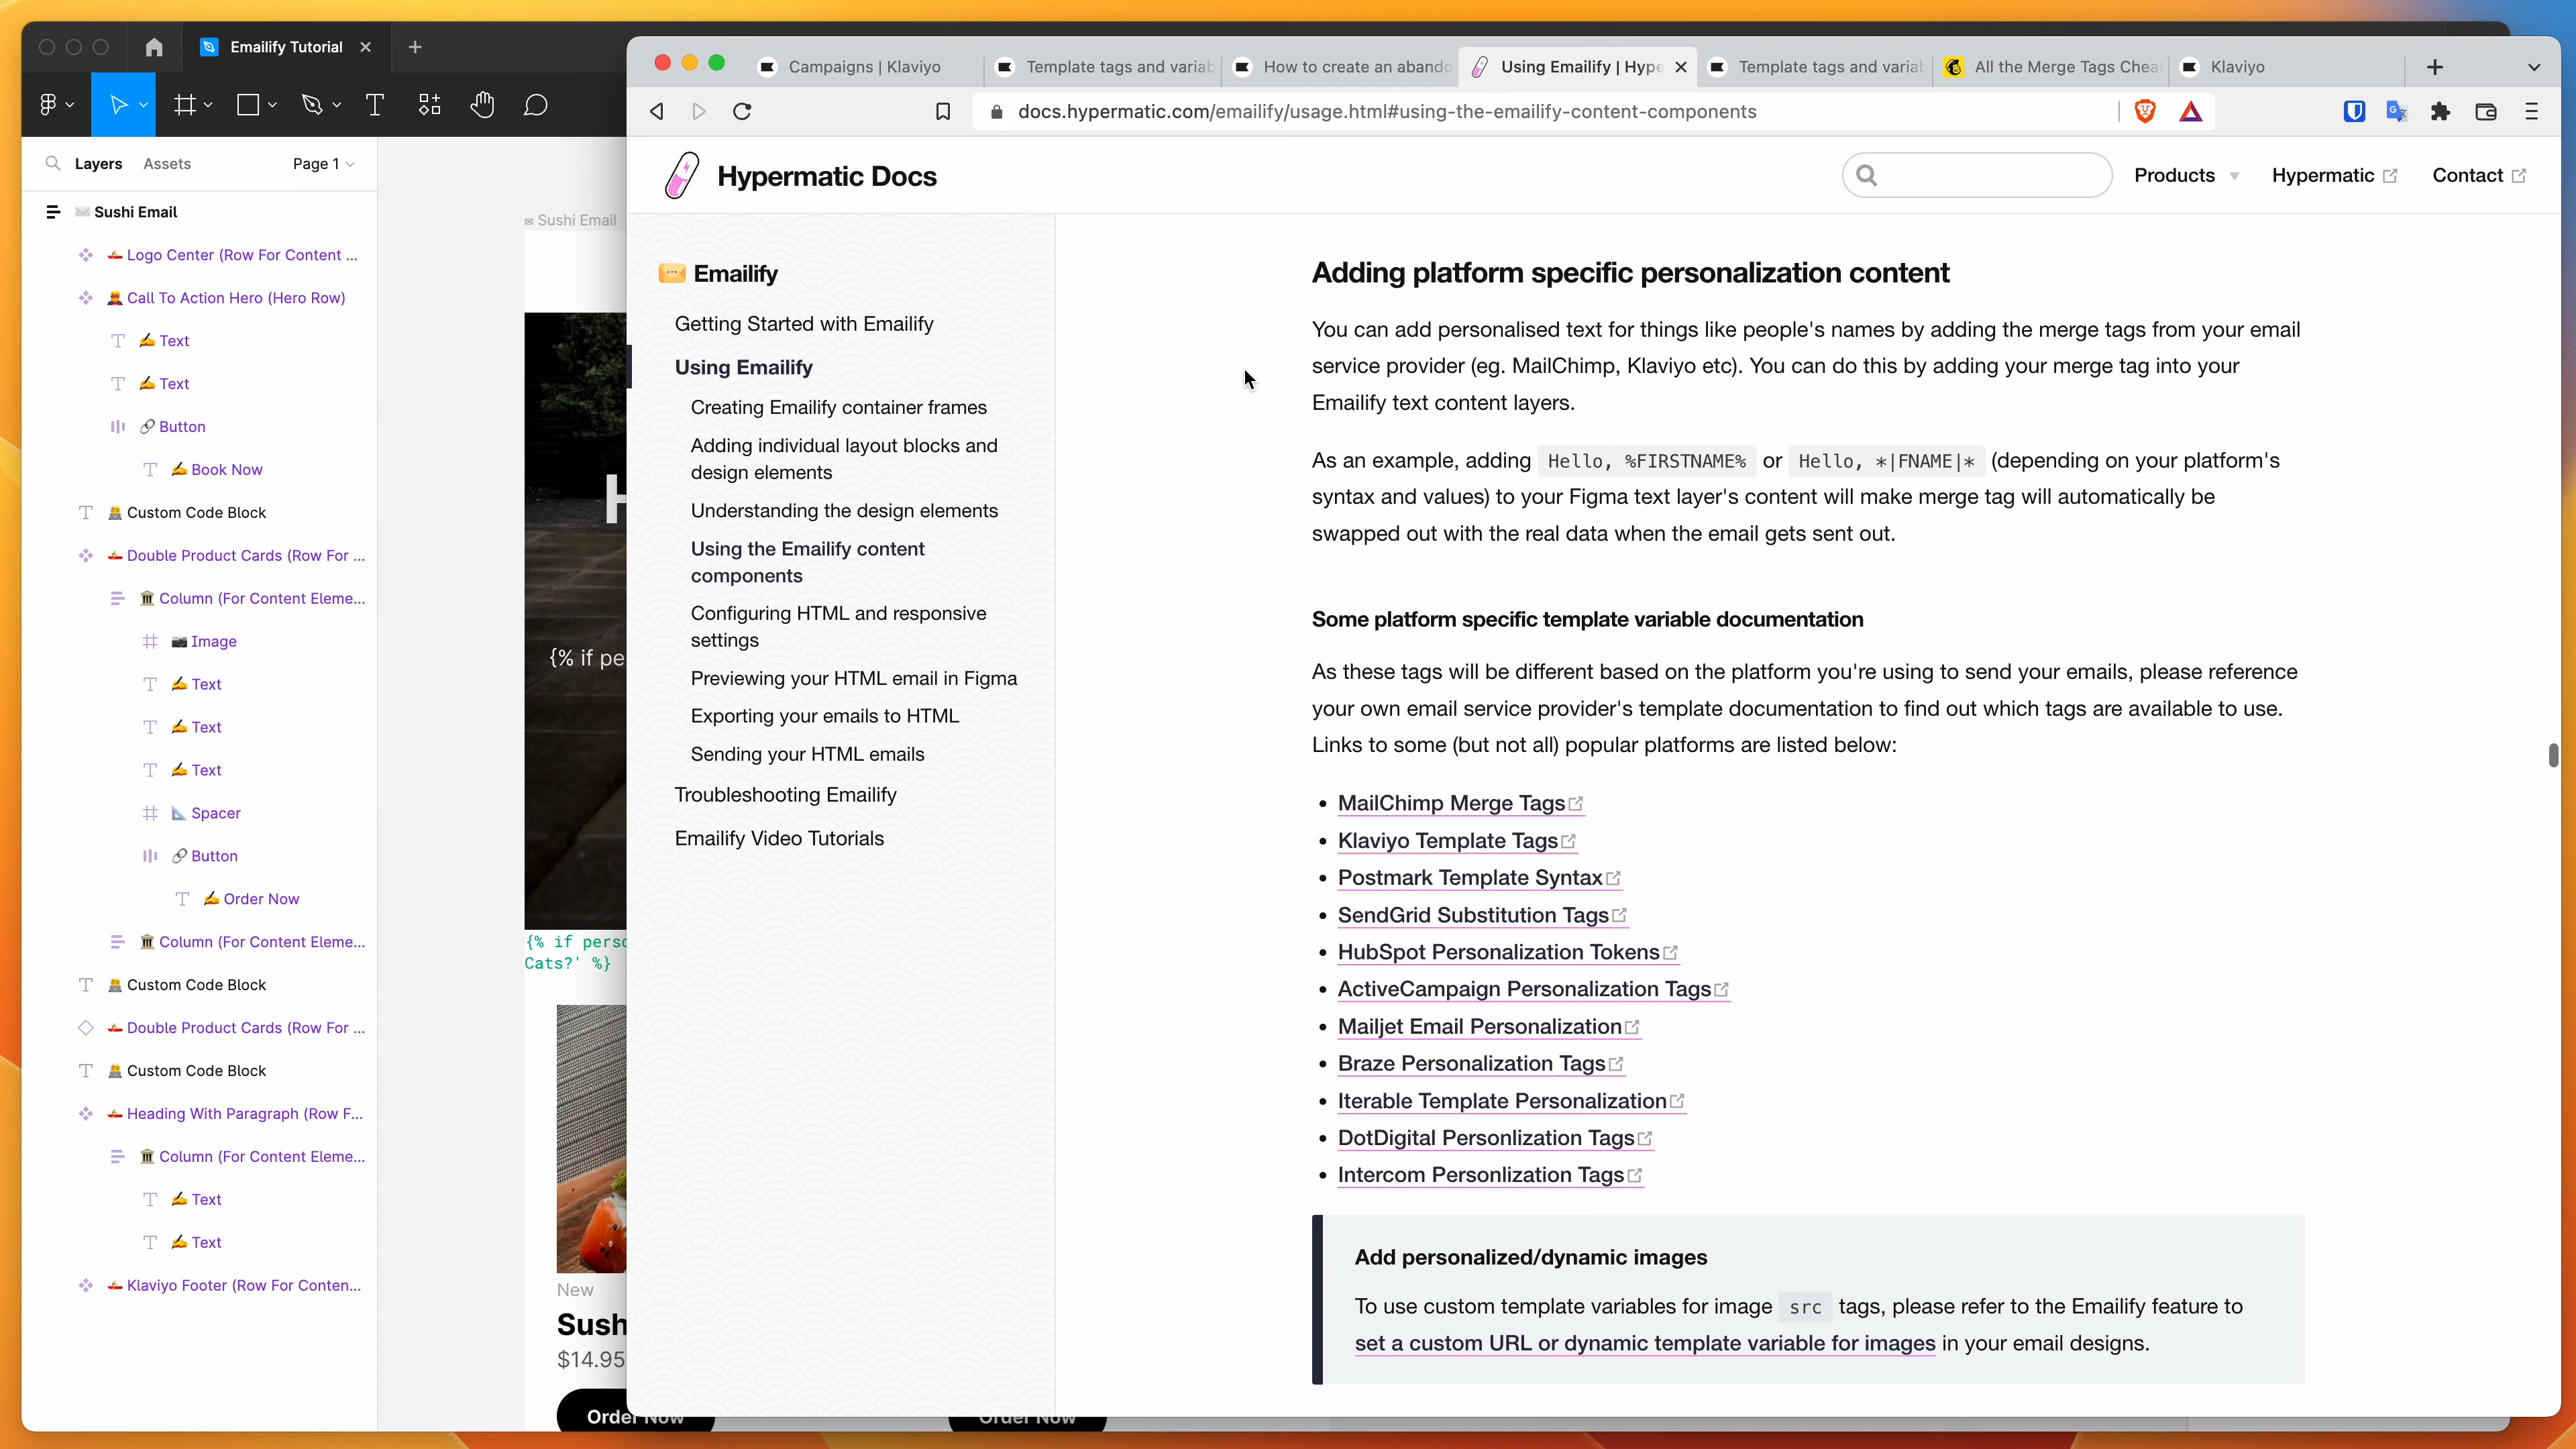 Emailify Tutorial
Layers
Assets
Page 1
Sushi Email
Logo Center (Row For Content ...
Call To Action Hero (Hero Row)
Text
Text
Button
Book Now
Custom Code Block
Double Product Cards (Row For ...
Column (For Content Eleme...
Image
Text
Text
Text
Spacer
Button
Order Now
Column (For Content Eleme...
Custom Code Block
Double Product Cards (Row For ...
Custom Code Block
Heading With Paragraph (Row F...
Column (For Content Eleme...
Text
Text
Klaviyo Footer (Row For Conten...
Sushi Email
H
{% if pe
{% if perso
Cats?' %}
New
Sush
$14.95
Order Now
Order Now
Campaigns | Klaviyo
Template tags and variab
How to create an abando
Using Emailify | Hype
Template tags and variab
All the Merge Tags Chea
Klaviyo
docs.hypermatic.com/emailify/usage.html#using-the-emailify-content-components
Hypermatic Docs
Products
Hypermatic
Contact
Emailify
Getting Started with Emailify
Using Emailify
Creating Emailify container frames
Adding individual layout blocks and
design elements
Understanding the design elements
Using the Emailify content
components
Configuring HTML and responsive
settings
Previewing your HTML email in Figma
Exporting your emails to HTML
Sending your HTML emails
Troubleshooting Emailify
Emailify Video Tutorials
Adding platform specific personalization content
You can add personalised text for things like people's names by adding the merge tags from your email
service provider (eg. MailChimp, Klaviyo etc). You can do this by adding your merge tag into your
Emailify text content layers.
As an example, adding Hello, %FIRSTNAME% or Hello, *|FNAME|* (depending on your platform's
syntax and values) to your Figma text layer's content will make merge tag will automatically be
swapped out with the real data when the email gets sent out.
Some platform specific template variable documentation
As these tags will be different based on the platform you're using to send your emails, please reference
your own email service provider's template documentation to find out which tags are available to use.
Links to some (but not all) popular platforms are listed below:
• MailChimp Merge Tags
• Klaviyo Template Tags
• Postmark Template Syntax
• SendGrid Substitution Tags
• HubSpot Personalization Tokens
• ActiveCampaign Personalization Tags
• Mailjet Email Personalization
• Braze Personalization Tags
• Iterable Template Personalization
• DotDigital Personlization Tags
• Intercom Personlization Tags
Add personalized/dynamic images
To use custom template variables for image src tags, please refer to the Emailify feature to
set a custom URL or dynamic template variable for images in your email designs.